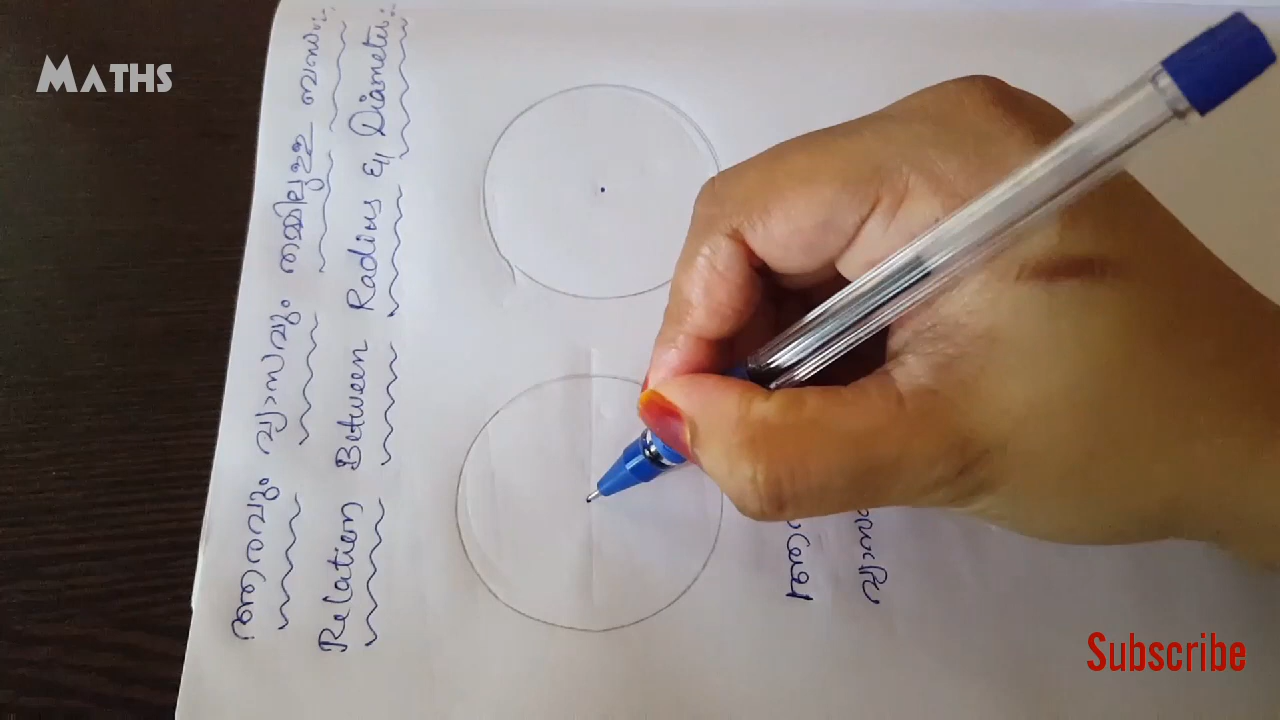 MATHS
ആരവും വ്യാസവും തമ്മിലുള്ള ബന്ധം:
Relation Between Radius & Diameter:
Subscribe